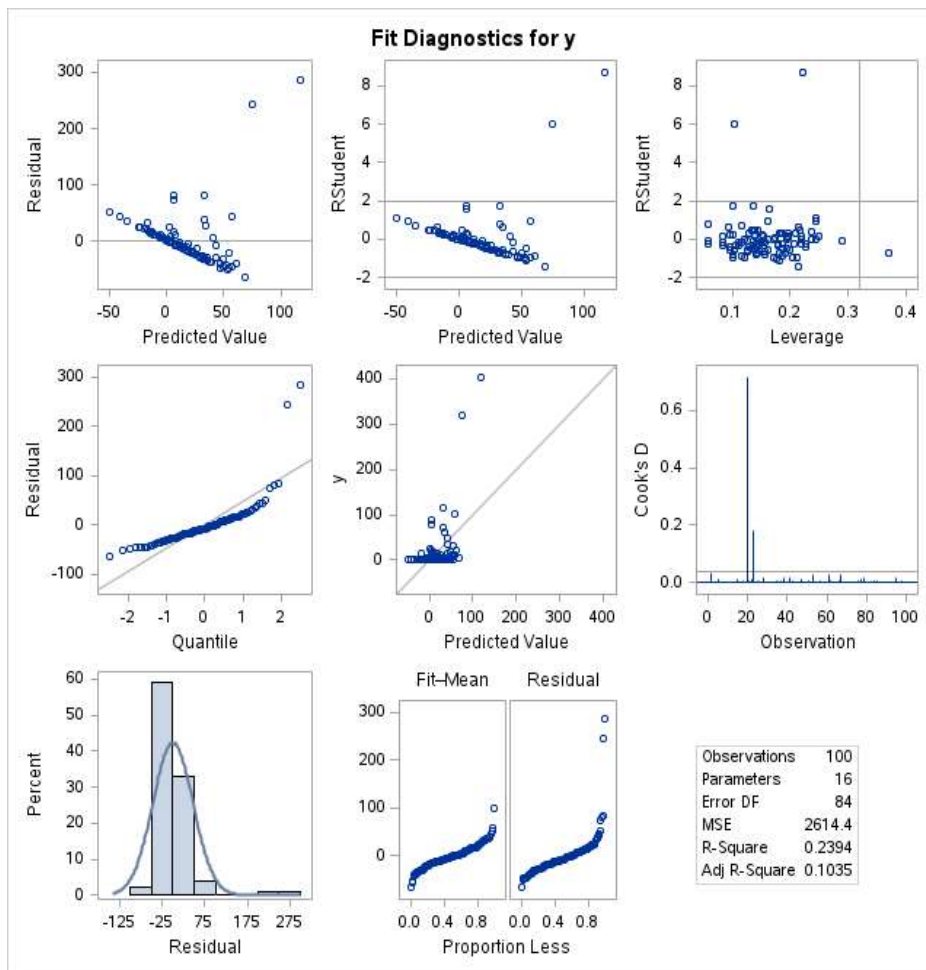 Fit Diagnostics for y
300
200
100
0
Residual
-50 0 50 100
Predicted Value
8
6
4
2
0
-2
RStudent
-50 0 50 100
Predicted Value
8
6
4
2
0
-2
RStudent
0.1 0.2 0.3 0.4
Leverage
300
200
100
0
-100
Residual
-2 -1 0 1 2
Quantile
400
300
200
100
0
y
0 100 200 300 400
Predicted Value
0.6
0.4
0.2
0.0
Cook's D
0 20 40 60 80 100
Observation
60
50
40
30
20
10
0
Percent
-125 -25 75 175 275
Residual
Fit–Mean Residual
300
200
100
0
0.0 0.4 0.8 0.0 0.4 0.8
Proportion Less
Observations 100
Parameters 16
Error DF 84
MSE 2614.4
R-Square 0.2394
Adj R-Square 0.1035